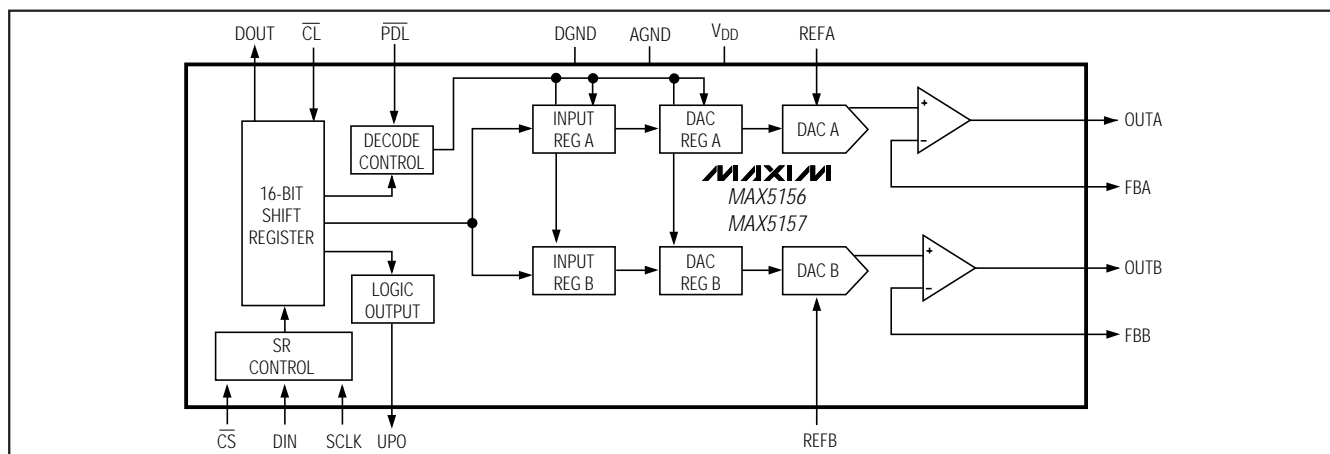 DOUT
CL
PDL
DGND
AGND
VDD
REFA
16-BIT
SHIFT
REGISTER
DECODE
CONTROL
INPUT
REG A
DAC
REG A
DAC A
+
-
OUTA
FBA
MAXIM
MAX5156
MAX5157
LOGIC
OUTPUT
INPUT
REG B
DAC
REG B
DAC B
+
-
OUTB
FBB
SR
CONTROL
CS
DIN
SCLK
UPO
REFB